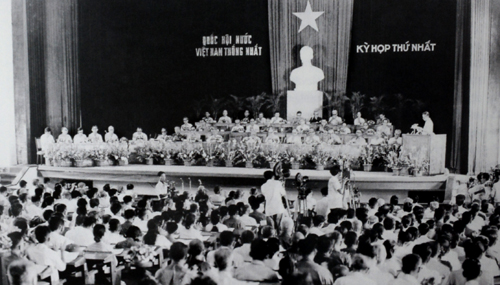 QUỐC HỘI NƯỚC
VIỆT NAM THỐNG NHẤT
KỲ HỌP THỨ NHẤT